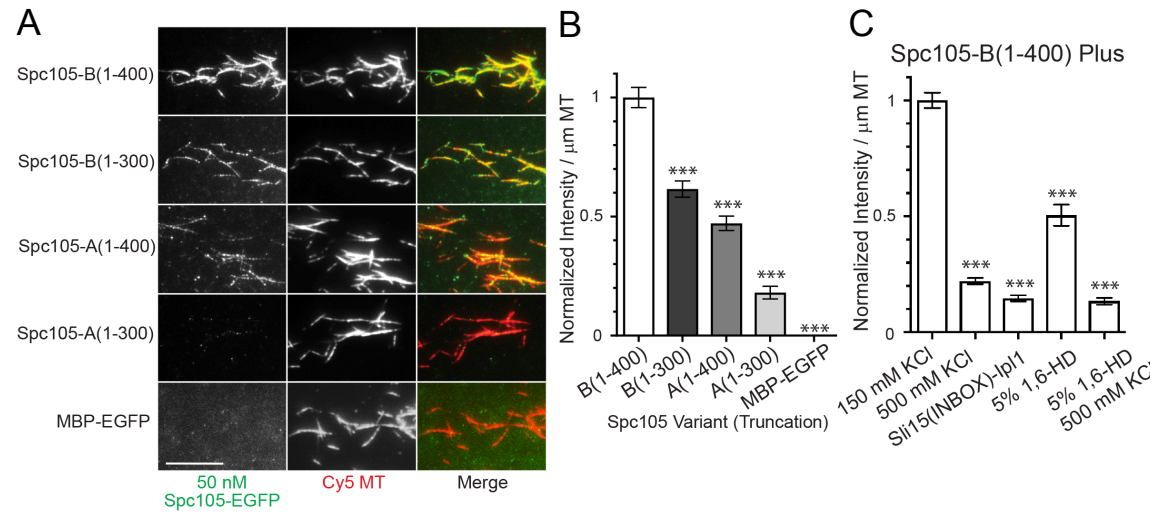 A
Spc105-B(1-400)
Spc105-B(1-300)
Spc105-A(1-400)
Spc105-A(1-300)
MBP-EGFP
50 nM
Spc105-EGFP
Cy5 MT
Merge
B
Normalized Intensity / μm MT
1
0.5
0
***
***
***
***
B(1-400)
B(1-300)
A(1-400)
A(1-300)
MBP-EGFP
Spc105 Variant (Truncation)
C
Spc105-B(1-400) Plus
Normalized Intensity / μm MT
1
0.5
0
***
***
***
***
150 mM KCl
500 mM KCl
Sli15(INBOX)-Ipl1
5% 1,6-HD
5% 1,6-HD
500 mM KCl